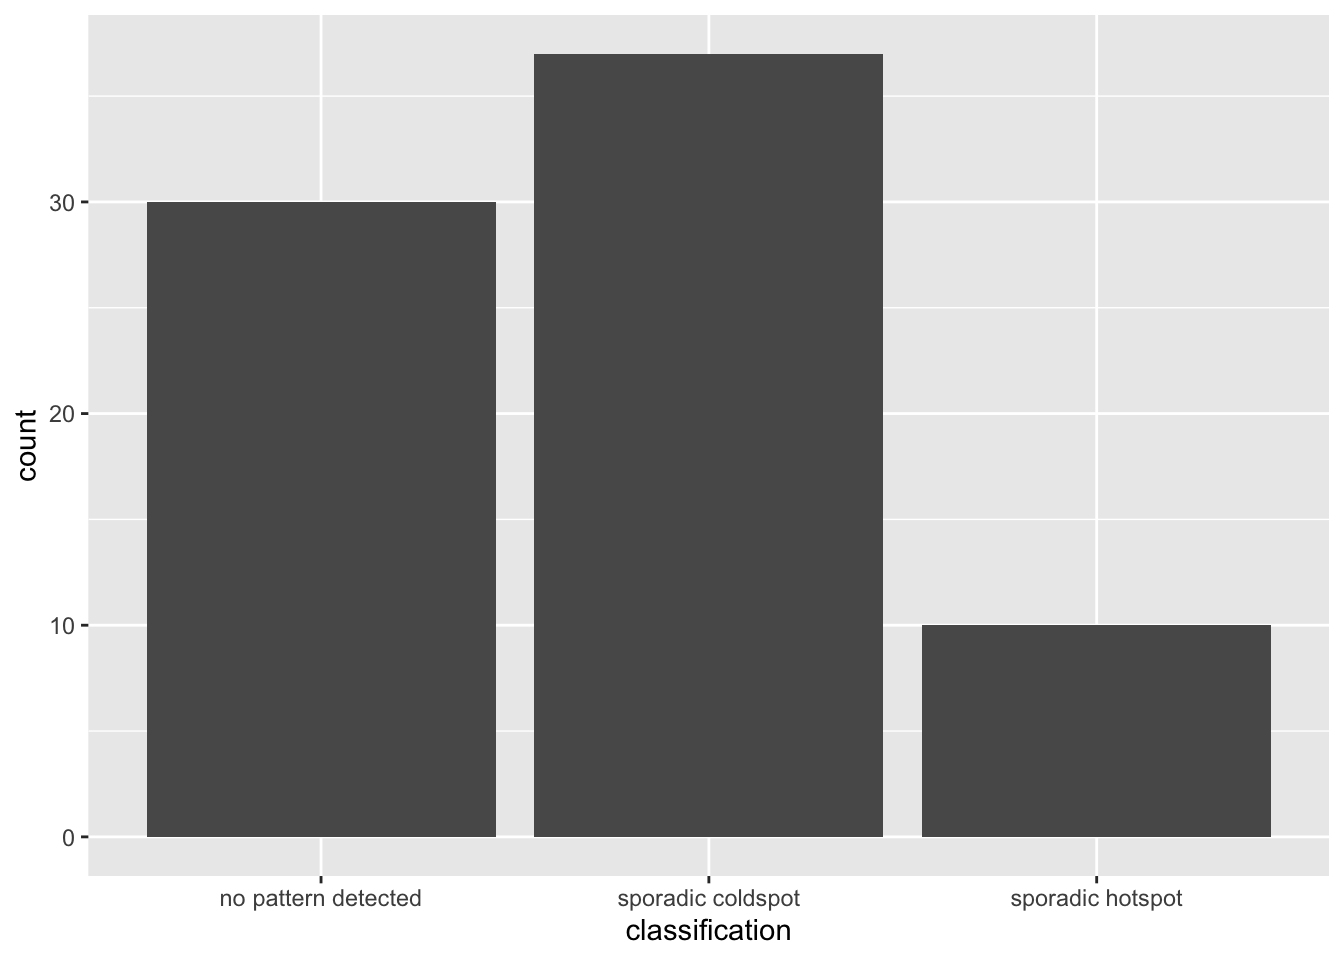 30
20
10
0
count
no pattern detected
sporadic coldspot
sporadic hotspot
classification